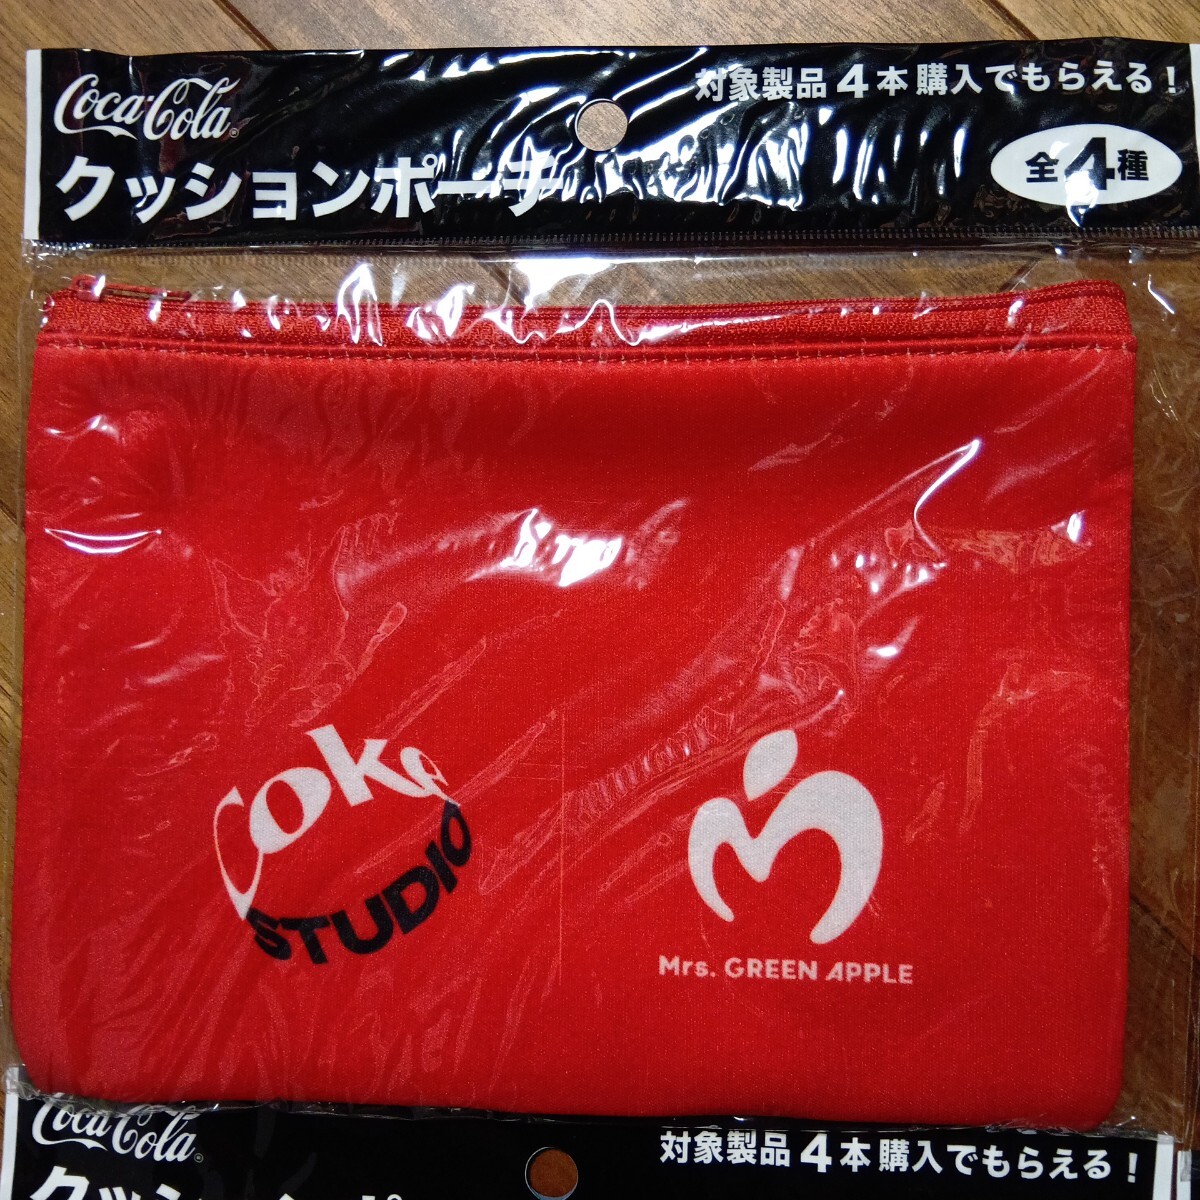 Coca-Cola
対象製品4本購入でもらえる!
クッションポーチ
全4種
Coke
STUDIO
Mrs. GREEN APPLE
Coca-Cola
対象製品4本購入でもらえる!